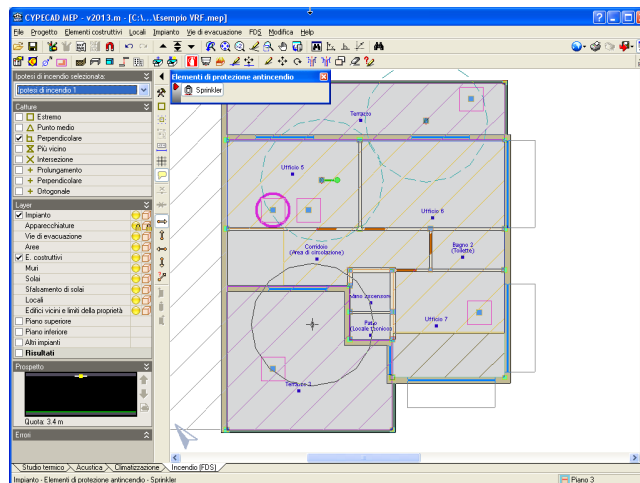 CYPECAD MEP - v2013.m - [C:\...\Esempio VRF.mep]
File Progetto Elementi costruttivi Locali Impianto Vie di evacuazione FDS Modifica Mostra Aiuto
Ipotesi di incendio selezionata:
Ipotesi di incendio 1
Catture
Estremo
Punto medio
Perpendicolare
Più vicino
Intersezione
Prolungamento
Perpendicolare
Ortogonale
Layer
Impianto
Apparecchiature
Vie di evacuazione
Aree
E. costruttivi
Muri
Solai
Sfalsamento di solai
Locali
Edifici vicini e limiti della proprietà
Piano superiore
Piano inferiore
Altri impianti
Risultati
Prospetto
Quota: 3.4 m
Errori
Elementi di protezione antincendio
Sprinkler
Terrazzo
Ufficio 5
Ufficio 6
Corridoio
(Area di circolazione)
Bagno 2
(Toilette)
Vano ascensore
Patio
(Locale tecnico)
Ufficio 7
Terrazzo 3
Studio termico Acustica Climatizzazione Incendio (FDS)
Impianto - Elementi di protezione antincendio - Sprinkler
Piano 3